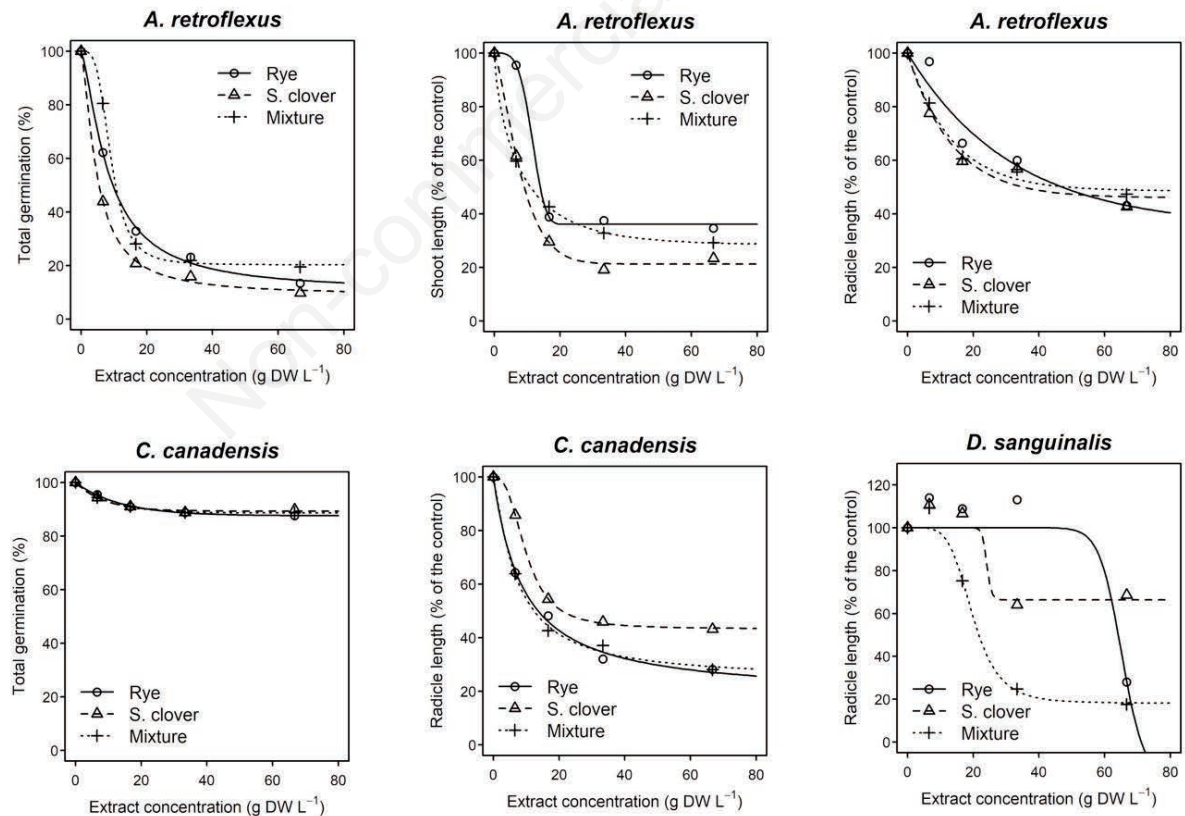 A. retroflexus
Total germination (%)
100
80
60
40
20
0
Rye
S. clover
Mixture
0 20 40 60 80
Extract concentration (g DW L⁻¹)
A. retroflexus
Shoot length (% of the control)
100
80
60
40
20
0
Rye
S. clover
Mixture
0 20 40 60 80
Extract concentration (g DW L⁻¹)
A. retroflexus
Radicle length (% of the control)
100
80
60
40
20
0
Rye
S. clover
Mixture
0 20 40 60 80
Extract concentration (g DW L⁻¹)
C. canadensis
Total germination (%)
100
80
60
40
20
0
Rye
S. clover
Mixture
0 20 40 60 80
Extract concentration (g DW L⁻¹)
C. canadensis
Radicle length (% of the control)
100
80
60
40
20
0
Rye
S. clover
Mixture
0 20 40 60 80
Extract concentration (g DW L⁻¹)
D. sanguinalis
Radicle length (% of the control)
120
100
80
60
40
20
0
Rye
S. clover
Mixture
0 20 40 60 80
Extract concentration (g DW L⁻¹)
Non-commercial